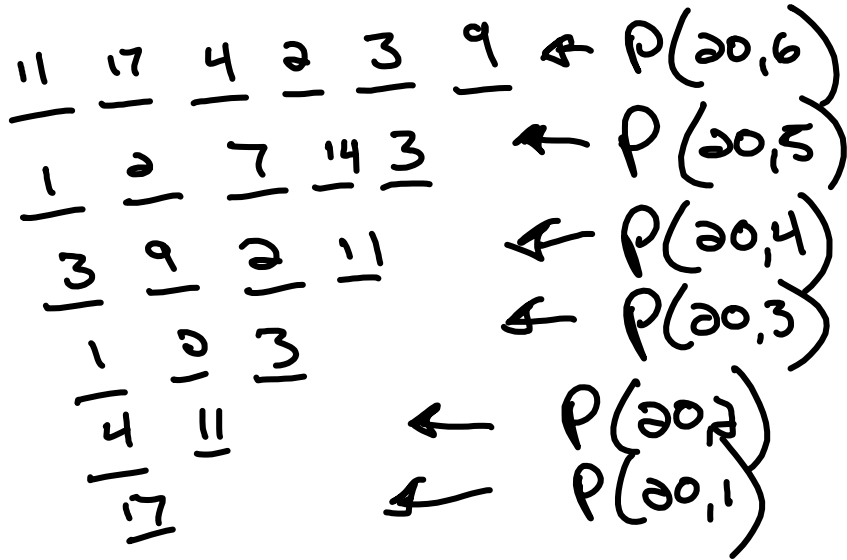 11 17 4 2 3 9 ← P(20,6)
1 2 7 14 3 ← P(20,5)
3 9 2 11 ← P(20,4)
1 2 3 ← P(20,3)
4 11 ← P(20,2)
17 ← P(20,1)